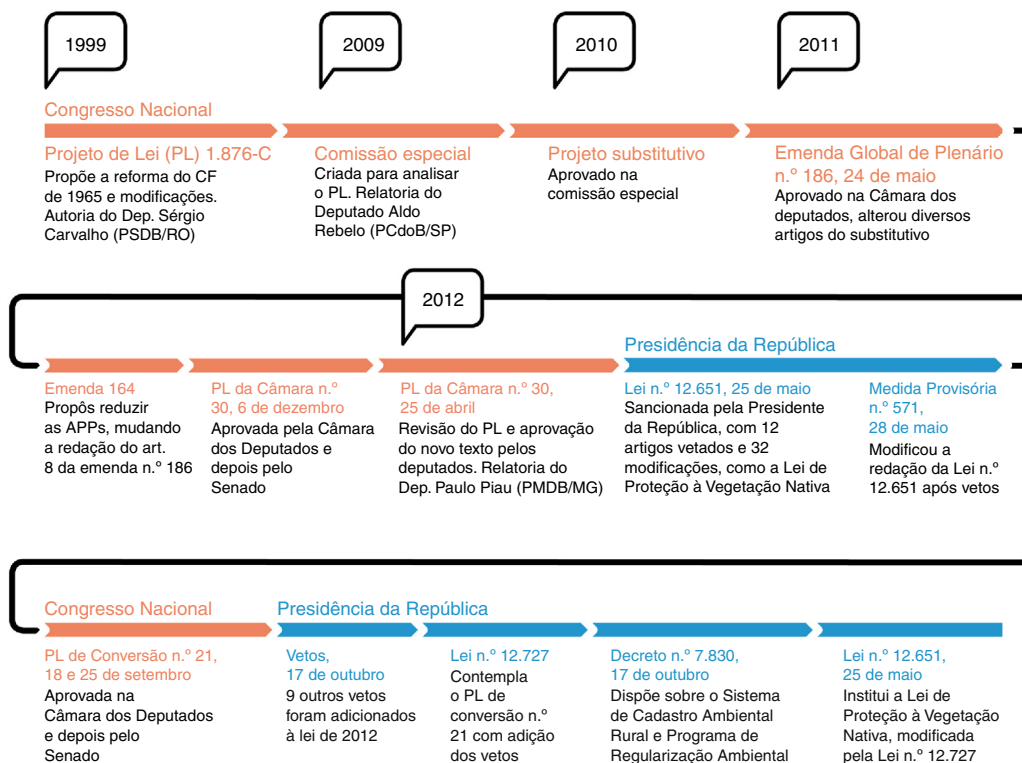 1999
2009
2010
2011
Congresso Nacional
Projeto de Lei (PL) 1.876-C
Propõe a reforma do CF
de 1965 e modificações.
Autoria do Dep. Sérgio
Carvalho (PSDB/RO)
Comissão especial
Criada para analisar
o PL. Relatoria do
Deputado Aldo
Rebelo (PCdoB/SP)
Projeto substitutivo
Aprovado na
comissão especial
Emenda Global de Plenário
n.º 186, 24 de maio
Aprovado na Câmara dos
deputados, alterou diversos
artigos do substitutivo
2012
Emenda 164
Propôs reduzir
as APPs, mudando
a redação do art.
8 da emenda n.º 186
PL da Câmara n.º
30, 6 de dezembro
Aprovada pela Câmara
dos Deputados e
depois pelo
Senado
PL da Câmara n.º 30,
25 de abril
Revisão do PL e aprovação
do novo texto pelos
deputados. Relatoria do
Dep. Paulo Piau (PMDB/MG)
Presidência da República
Lei n.º 12.651, 25 de maio
Sancionada pela Presidente
da República, com 12
artigos vetados e 32
modificações, como a Lei de
Proteção à Vegetação Nativa
Medida Provisória
n.º 571,
28 de maio
Modificou a
redação da Lei n.º
12.651 após vetos
Congresso Nacional
PL de Conversão n.º 21,
18 e 25 de setembro
Aprovada na
Câmara dos Deputados
e depois pelo
Senado
Presidência da República
Vetos,
17 de outubro
9 outros vetos
foram adicionados
à lei de 2012
Lei n.º 12.727
Contempla
o PL de
conversão n.º
21 com adição
dos vetos
Decreto n.º 7.830,
17 de outubro
Dispõe sobre o Sistema
de Cadastro Ambiental
Rural e Programa de
Regularização Ambiental
Lei n.º 12.651,
25 de maio
Institui a Lei de
Proteção à Vegetação
Nativa, modificada
pela Lei n.º 12.727